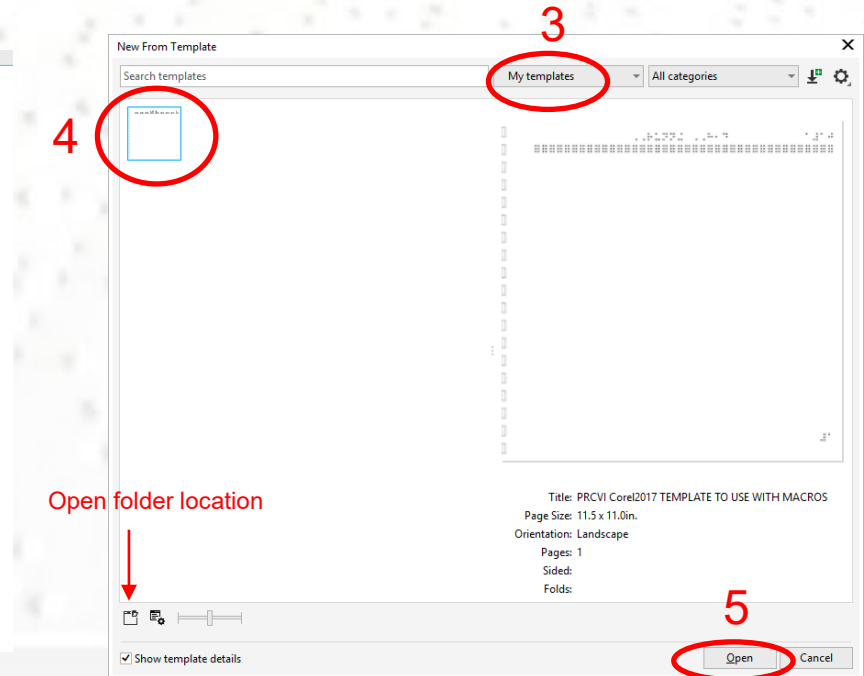 3
New From Template
Search templates
My templates
All categories
4
Open folder location
Title: PRCVI Corel2017 TEMPLATE TO USE WITH MACROS
Page Size: 11.5 x 11.0in.
Orientation: Landscape
Pages: 1
Sided:
Folds:
5
Show template details
Open
Cancel